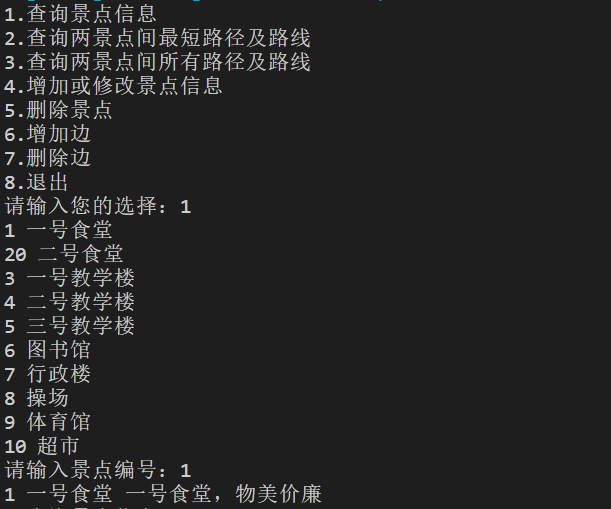 1.查询景点信息
2.查询两景点间最短路径及路线
3.查询两景点间所有路径及路线
4.增加或修改景点信息
5.删除景点
6.增加边
7.删除边
8.退出
请输入您的选择: 1
1 一号食堂
20 二号食堂
3 一号教学楼
4 二号教学楼
5 三号教学楼
6 图书馆
7 行政楼
8 操场
9 体育馆
10 超市
请输入景点编号: 1
1 一号食堂 一号食堂，物美价廉